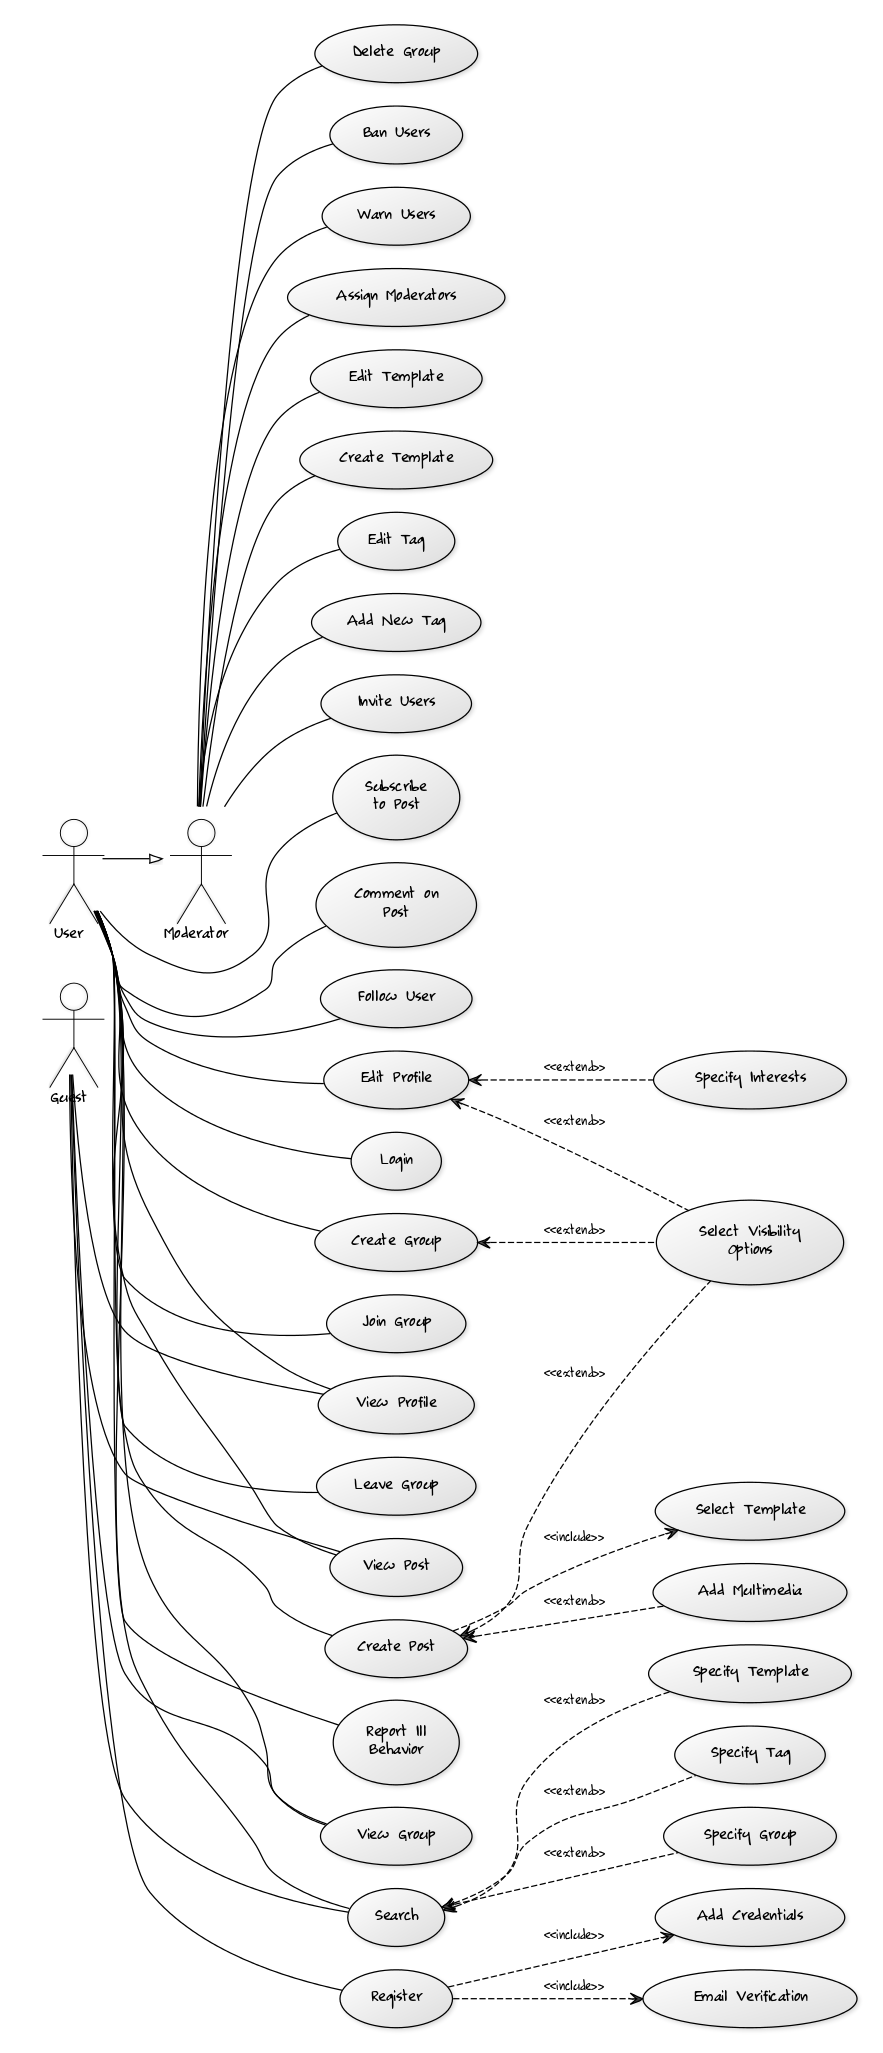 Delete Group
Ban Users
Warn Users
Assign Moderators
Edit Template
Create Template
Edit Tag
Add New Tag
Invite Users
Subscribe
to Post
User
Moderator
Comment on
Post
Follow User
Guest
Edit Profile
<<extend>>
Specify Interests
<<extend>>
Login
Create Group
<<extend>>
Select Visibility
Options
Join Group
<<extend>>
View Profile
Leave Group
Select Template
<<include>>
View Post
<<extend>>
Add Multimedia
Create Post
Specify Template
<<extend>>
Report Ill
Behavior
Specify Tag
<<extend>>
View Group
Specify Group
<<extend>>
Search
Add Credentials
<<include>>
Register
<<include>>
Email Verification